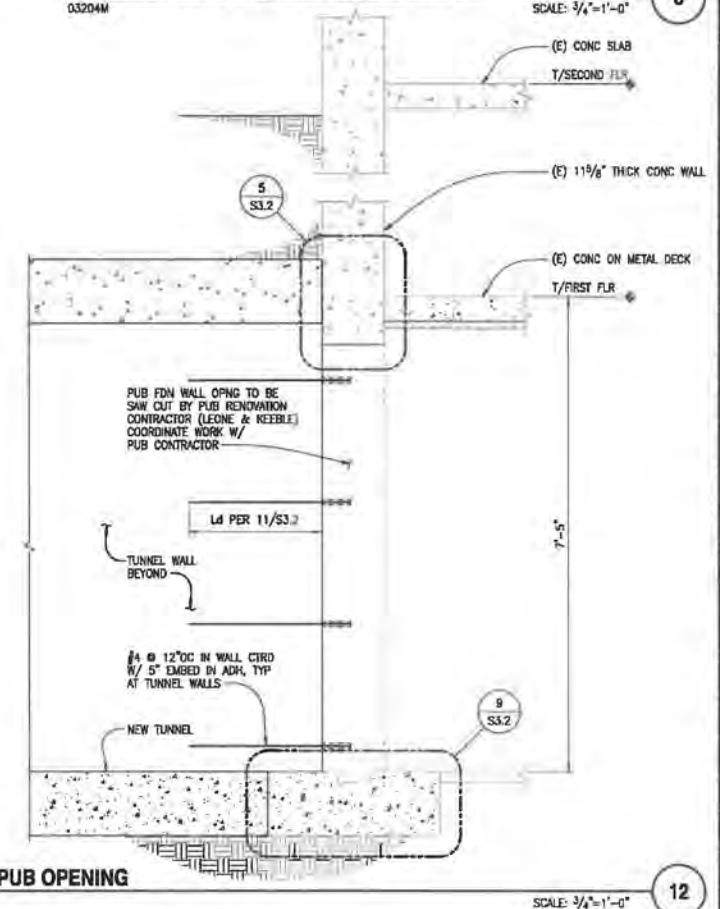 03204M
SCALE: 3/4"=1'-0"
(E) CONC SLAB
T/SECOND FLR
(E) 11 5/8" THICK CONC WALL
5
S3.2
(E) CONC ON METAL DECK
T/FIRST FLR
PUB FDN WALL OPNG TO BE
SAW CUT BY PUB RENOVATION
CONTRACTOR (LEONE & KEEBLE)
COORDINATE WORK W/
PUB CONTRACTOR
Ld PER 11/S3.2
7'-5"
TUNNEL WALL
BEYOND
#4 @ 12"OC IN WALL CTRD
W/ 5" EMBED IN ADH, TYP
AT TUNNEL WALLS
9
S3.2
NEW TUNNEL
PUB OPENING
12
SCALE: 3/4"=1'-0"